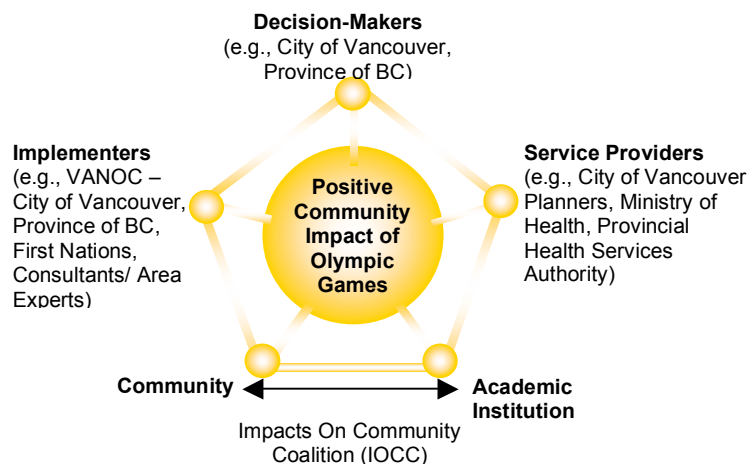 Decision-Makers
(e.g., City of Vancouver,
Province of BC)
Implementers
(e.g., VANOC –
City of Vancouver,
Province of BC,
First Nations,
Consultants/ Area
Experts)
Positive
Community
Impact of
Olympic
Games
Service Providers
(e.g., City of Vancouver
Planners, Ministry of
Health, Provincial
Health Services
Authority)
Community
Academic
Institution
Impacts On Community
Coalition (IOCC)